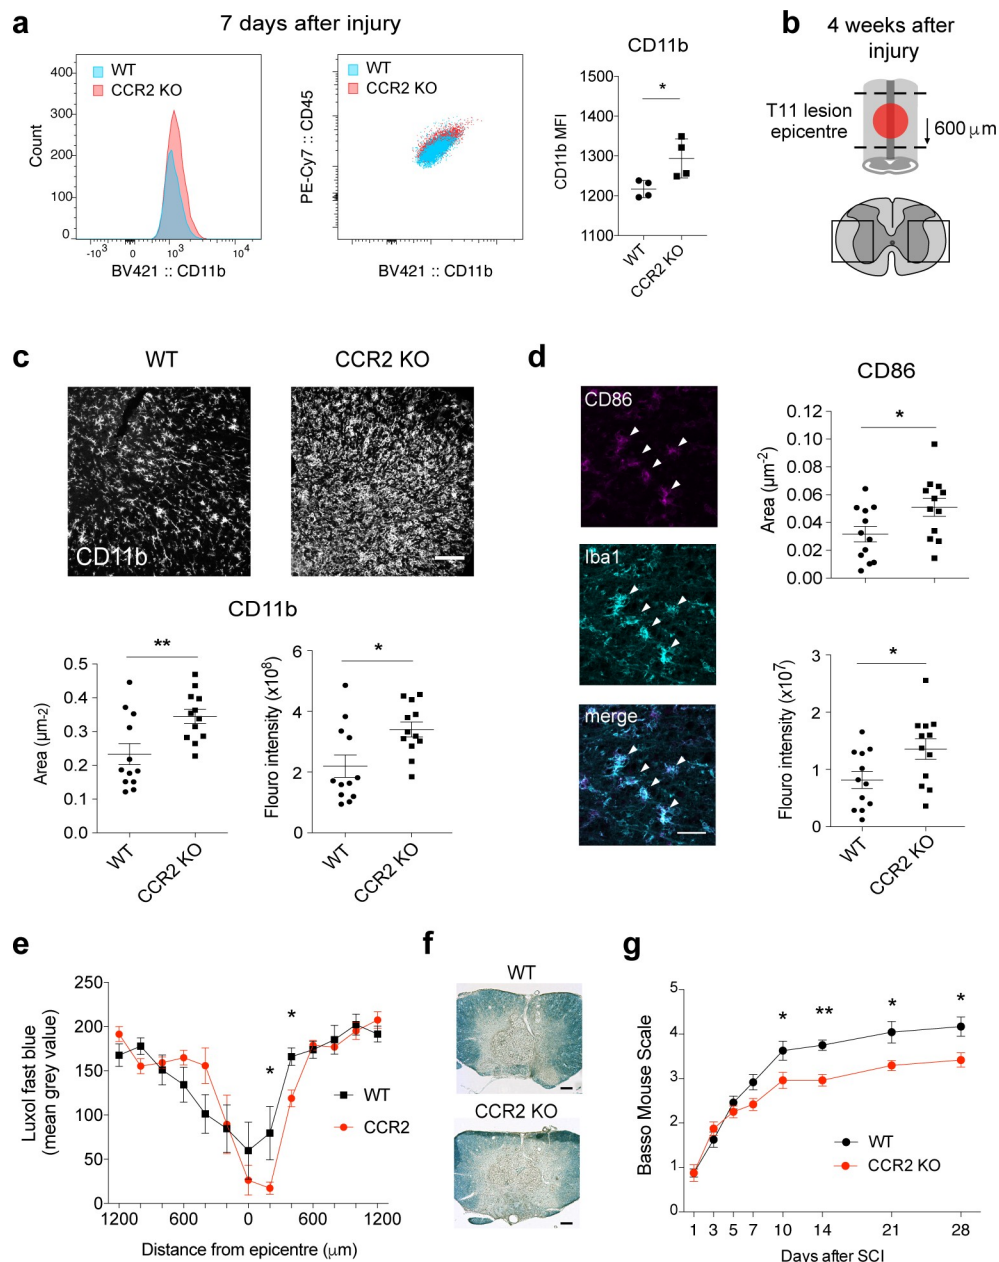 a
7 days after injury
WT
CCR2 KO
400
300
200
100
0
Count
-10³ 0 10³ 10⁴
BV421 :: CD11b
WT
CCR2 KO
PE-Cy7 :: CD45
BV421 :: CD11b
CD11b
*
1500
1400
1300
1200
1100
CD11b MFI
WT
CCR2 KO
b
4 weeks after
injury
T11 lesion
epicentre
600 μm
c
WT
CCR2 KO
CD11b
CD11b
**
0.5
0.4
0.3
0.2
0.1
0.0
Area (μm-2)
WT
CCR2 KO
*
6
4
2
0
Flouro intensity (x10⁸)
WT
CCR2 KO
d
CD86
Iba1
merge
CD86
*
0.12
0.10
0.08
0.06
0.04
0.02
0.00
Area (μm⁻²)
*
3
2
1
0
Flouro intensity (x10⁷)
WT
CCR2 KO
e
250
200
150
100
50
0
Luxol fast blue
(mean grey value)
*
*
WT
CCR2
1200 600 0 600 1200
Distance from epicentre (μm)
f
WT
CCR2 KO
g
5
4
3
2
1
0
Basso Mouse Scale
* ** * *
WT
CCR2 KO
1 3 5 7 10 14 21 28
Days after SCI